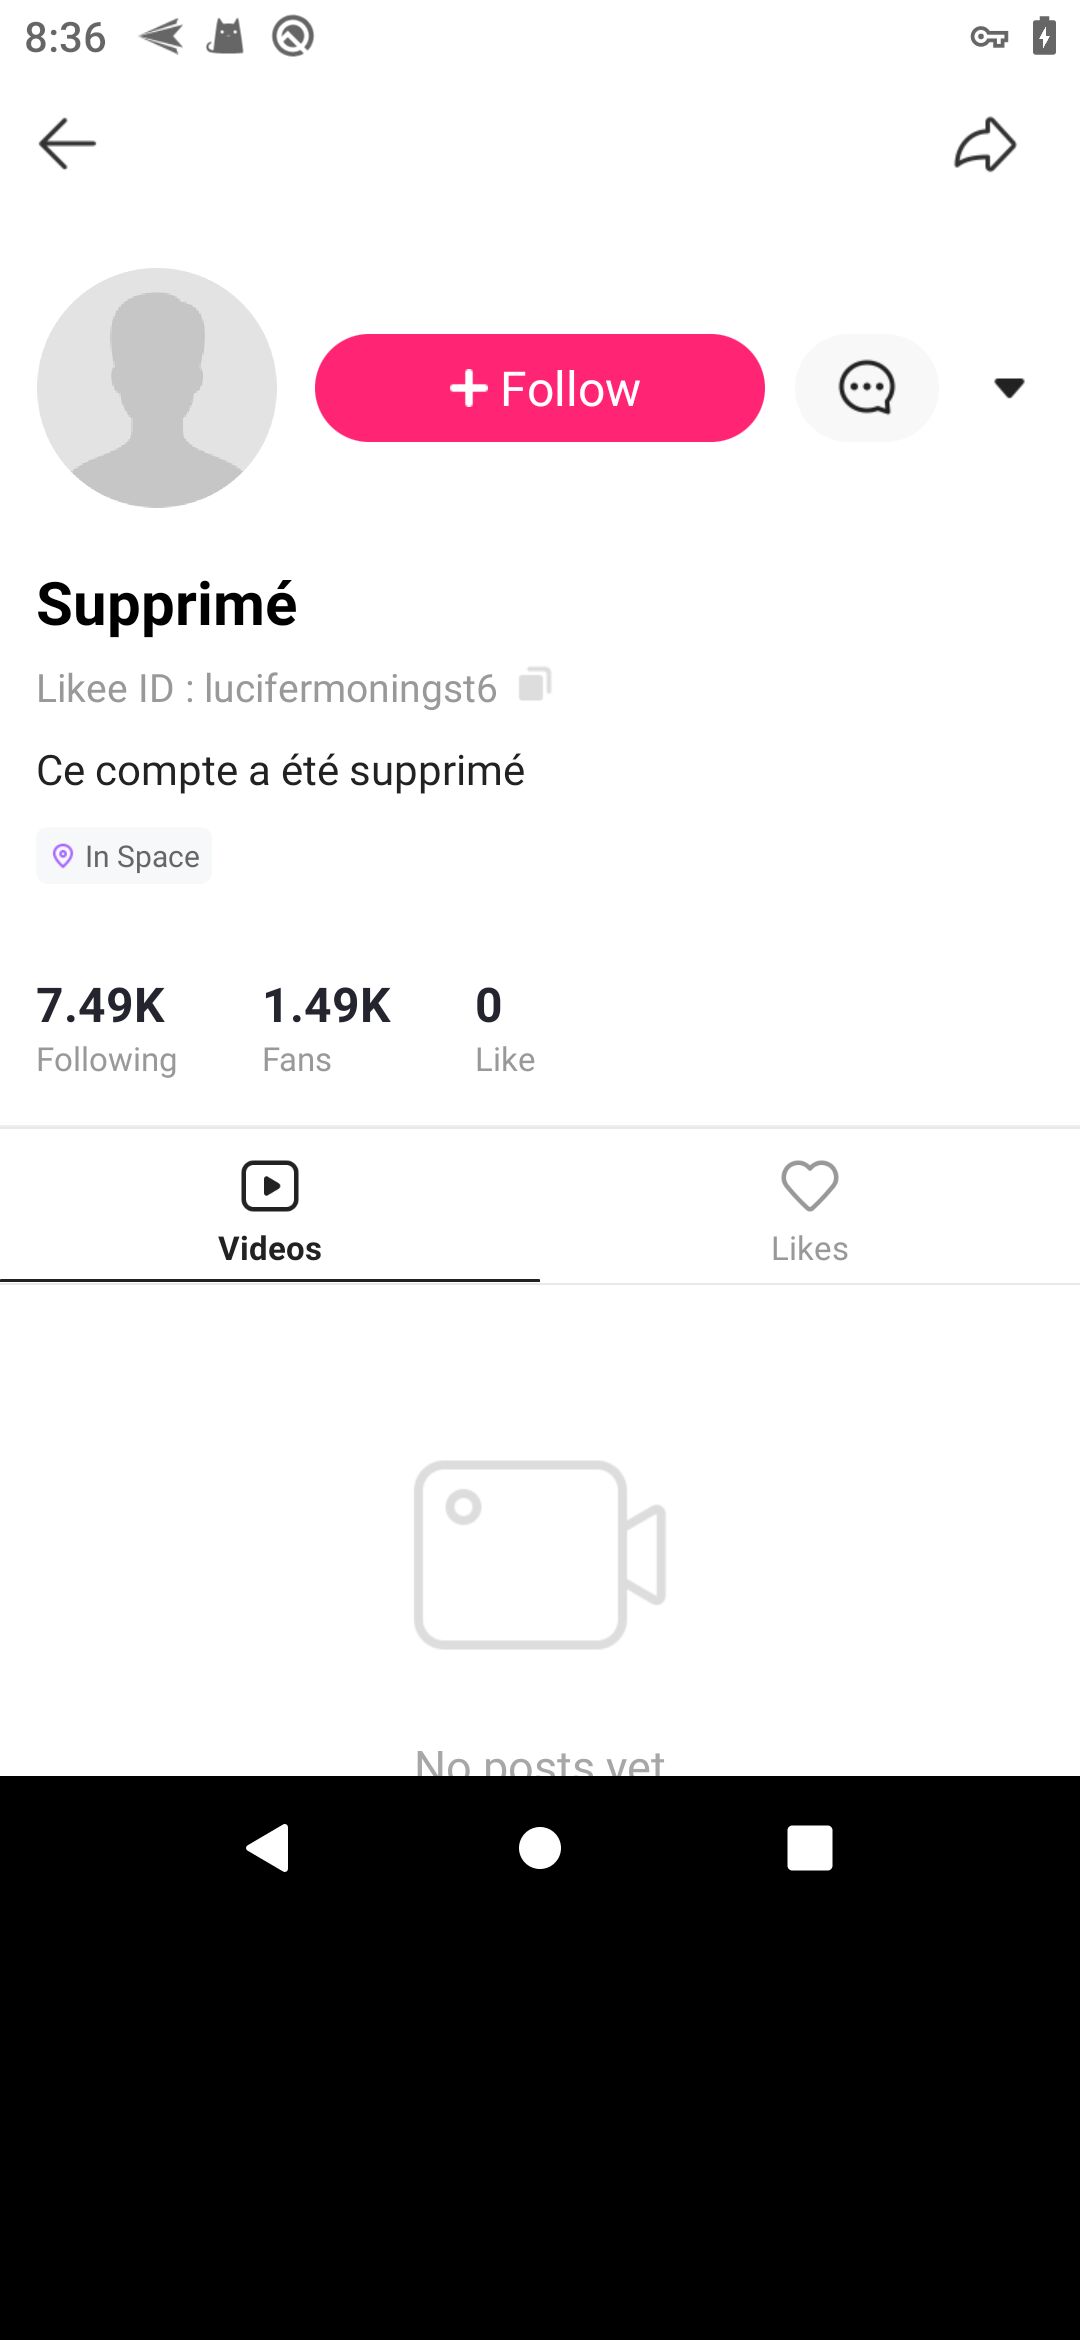 8:36
Follow
Supprimé
Likee ID : lucifermoningst6
Ce compte a été supprimé
In Space
7.49K 1.49K 0
Following Fans Like
Videos Likes
No posts yet